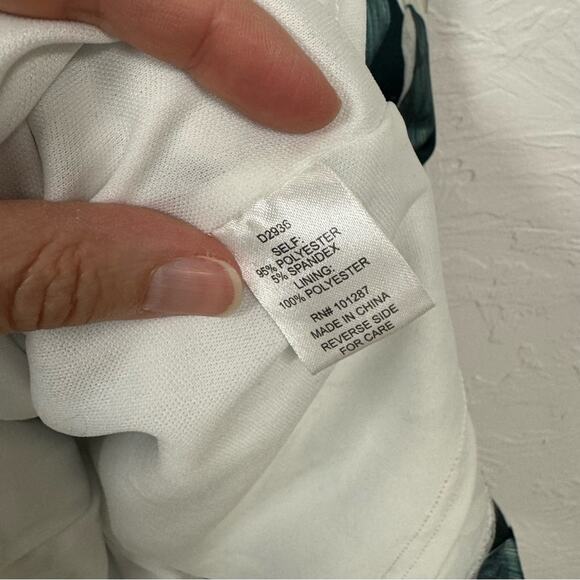 D2936
SELF:
95% POLYESTER
5% SPANDEX
LINING:
100% POLYESTER
RN# 101287
MADE IN CHINA
REVERSE SIDE
FOR CARE